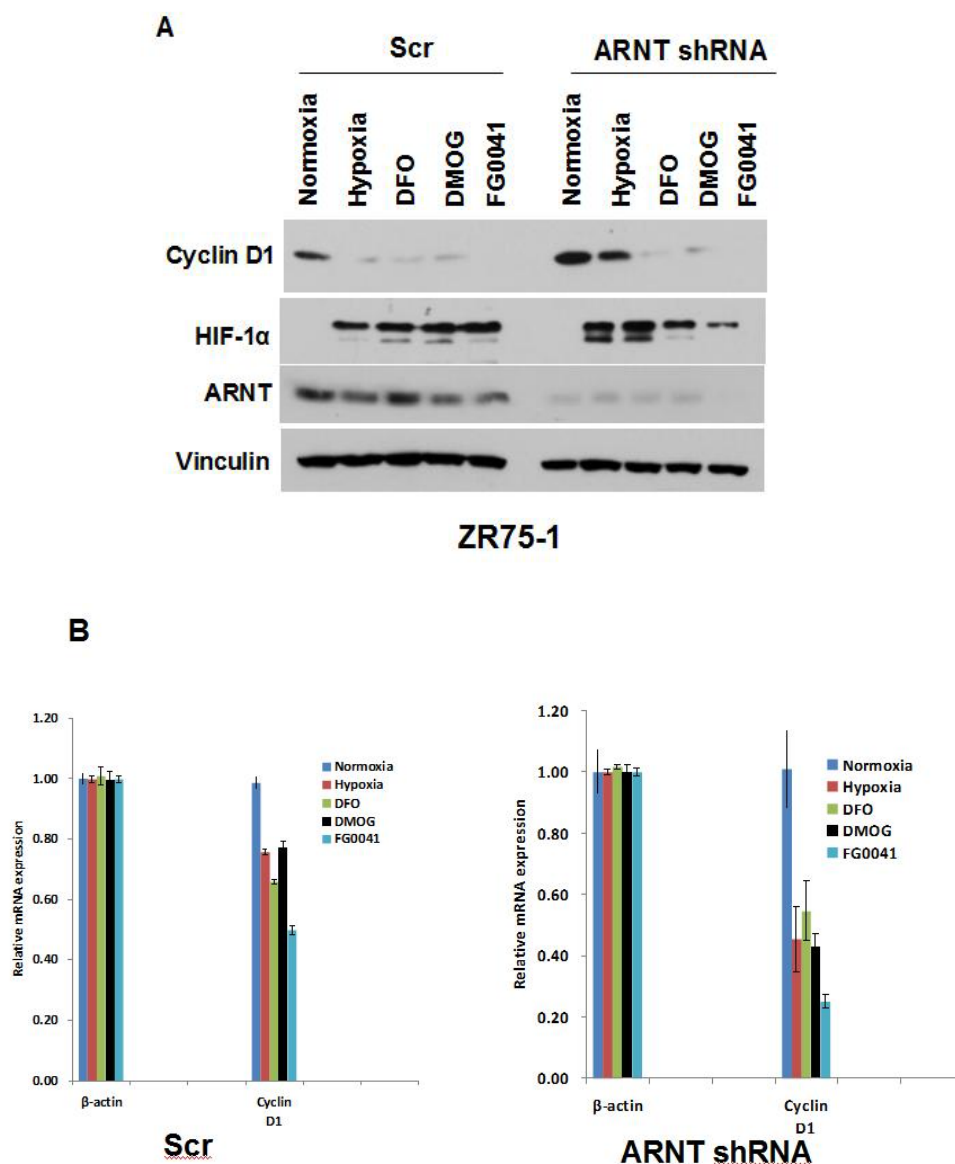 A
Scr
ARNT shRNA
Normoxia
Hypoxia
DFO
DMOG
FG0041
Normoxia
Hypoxia
DFO
DMOG
FG0041
Cyclin D1
HIF-1α
ARNT
Vinculin
ZR75-1
B
1.20
1.00
0.80
0.60
0.40
0.20
0.00
Relative mRNA expression
Normoxia
Hypoxia
DFO
DMOG
FG0041
β-actin
Cyclin
D1
Scr
1.20
1.00
0.80
0.60
0.40
0.20
0.00
Relative mRNA expression
Normoxia
Hypoxia
DFO
DMOG
FG0041
β-actin
Cyclin
D1
ARNT shRNA